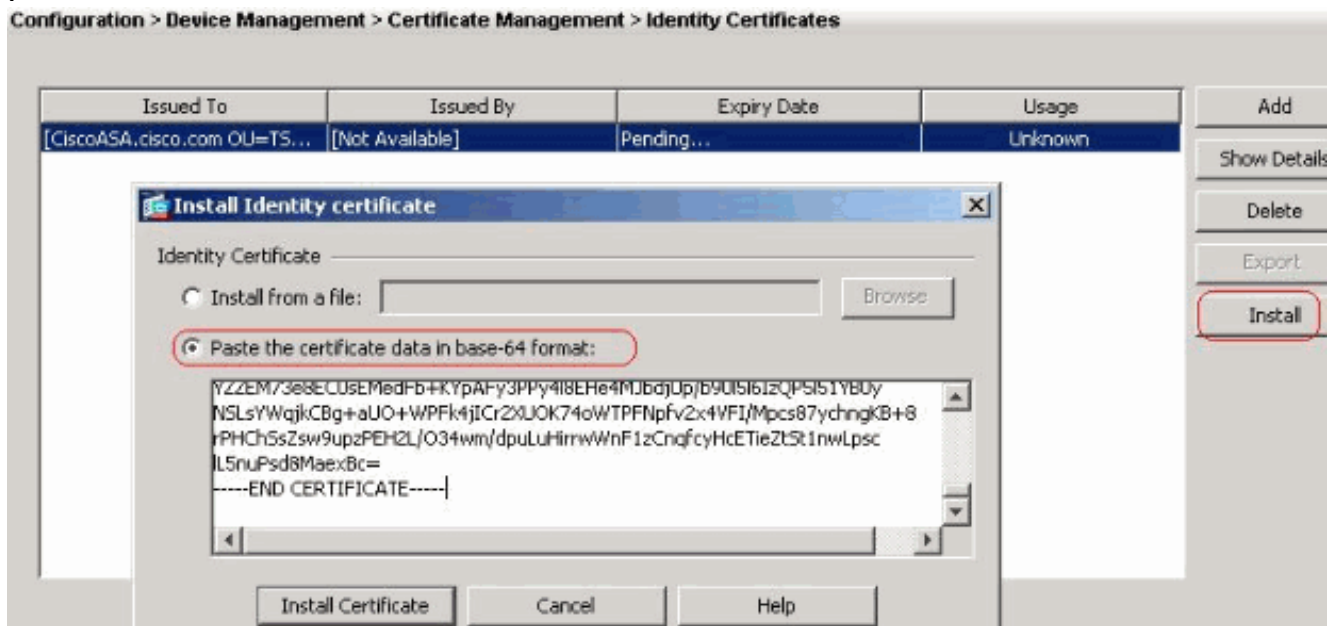 Configuration > Device Management > Certificate Management > Identity Certificates
Issued To Issued By Expiry Date Usage
[CiscoASA.cisco.com OU=TS... [Not Available] Pending... Unknown
Add
Show Details
Delete
Export
Install
Install Identity certificate
Identity Certificate
Install from a file: Browse
Paste the certificate data in base-64 format:
NSLsYWqjkCBg+aUO+WPFk4jICr2XUOK74oWTPFNpfv2x4VFI/Mpcs87ychngKB+8
rPHChSsZsw9upzPEH2L/O34wm/dpuLuHirrwWnF1zCnqfcyHcETieZtSt1nwLpsc
lL5nuPsd8MaexBc=
-----END CERTIFICATE-----
Install Certificate Cancel Help